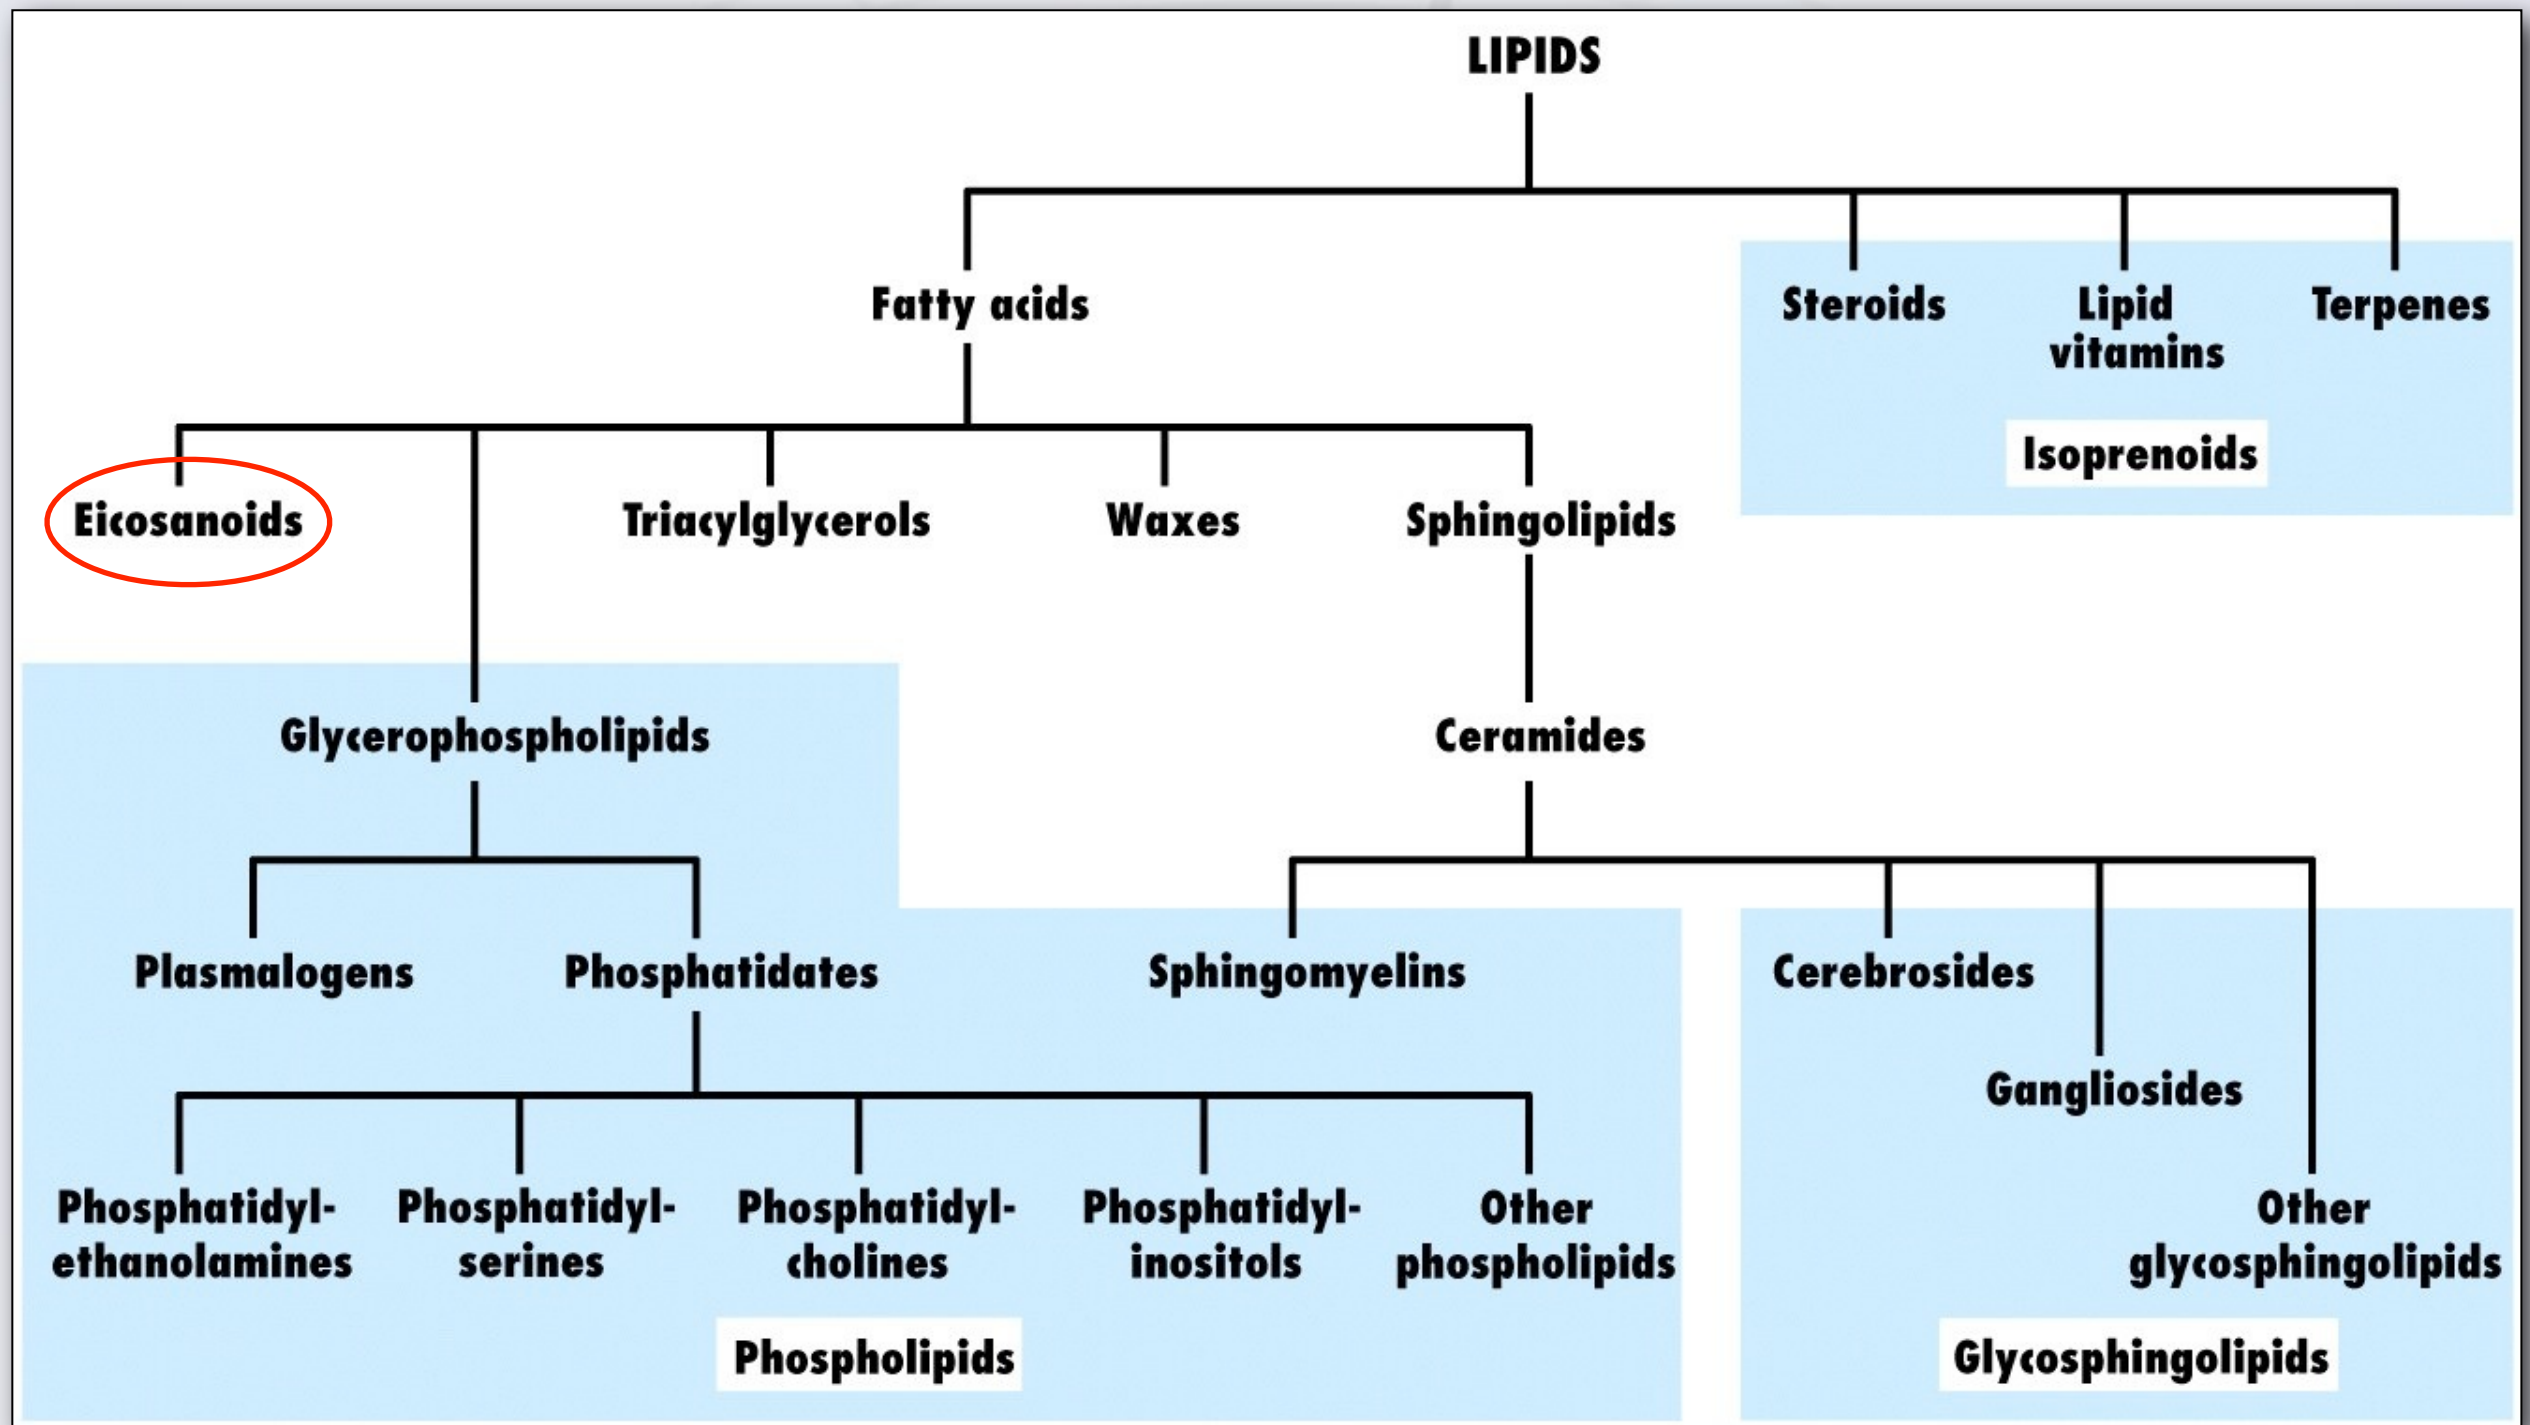 LIPIDS
Fatty acids
Steroids
Lipid
vitamins
Terpenes
Isoprenoids
Eicosanoids
Triacylglycerols
Waxes
Sphingolipids
Glycerophospholipids
Ceramides
Plasmalogens
Phosphatidates
Sphingomyelins
Cerebrosides
Gangliosides
Phosphatidyl-
ethanolamines
Phosphatidyl-
serines
Phosphatidyl-
cholines
Phosphatidyl-
inositols
Other
phospholipids
Other
glycosphingolipids
Phospholipids
Glycosphingolipids